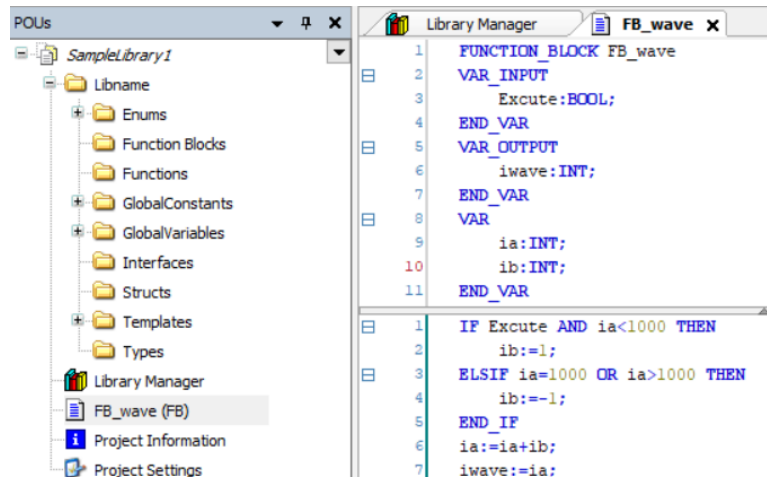 POUs
SampleLibrary1
Libname
Enums
Function Blocks
Functions
GlobalConstants
GlobalVariables
Interfaces
Structs
Templates
Types
Library Manager
FB_wave (FB)
Project Information
Project Settings
Library Manager
FB_wave
1 FUNCTION_BLOCK FB_wave
2 VAR_INPUT
3 Excute:BOOL;
4 END_VAR
5 VAR_OUTPUT
6 iwave:INT;
7 END_VAR
8 VAR
9 ia:INT;
10 ib:INT;
11 END_VAR
1 IF Excute AND ia<1000 THEN
2 ib:=1;
3 ELSIF ia=1000 OR ia>1000 THEN
4 ib:=-1;
5 END_IF
6 ia:=ia+ib;
7 iwave:=ia;